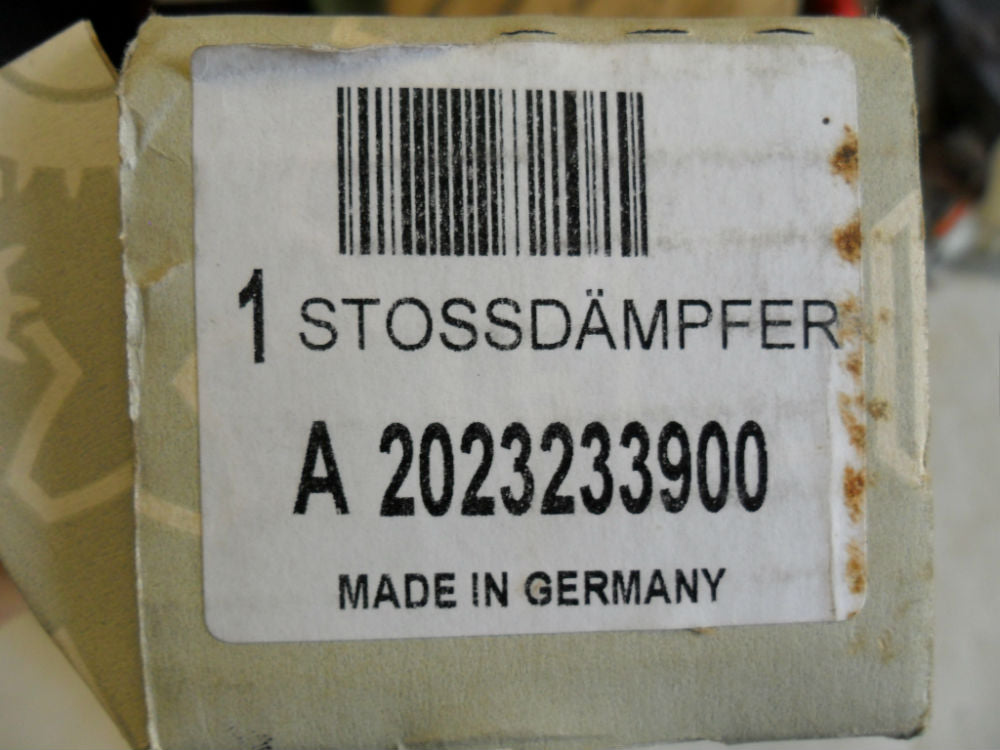 1 STOSSDÄMPFER
A 2023233900
MADE IN GERMANY